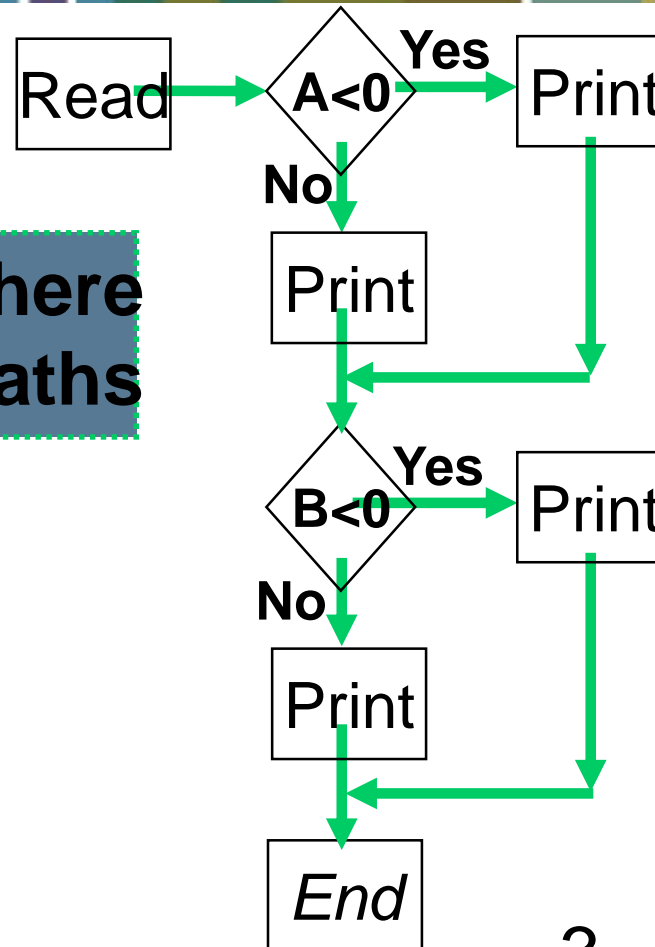 Yes
Read
A<0
Print
No
Print
here
aths
Yes
B<0
Print
No
Print
End